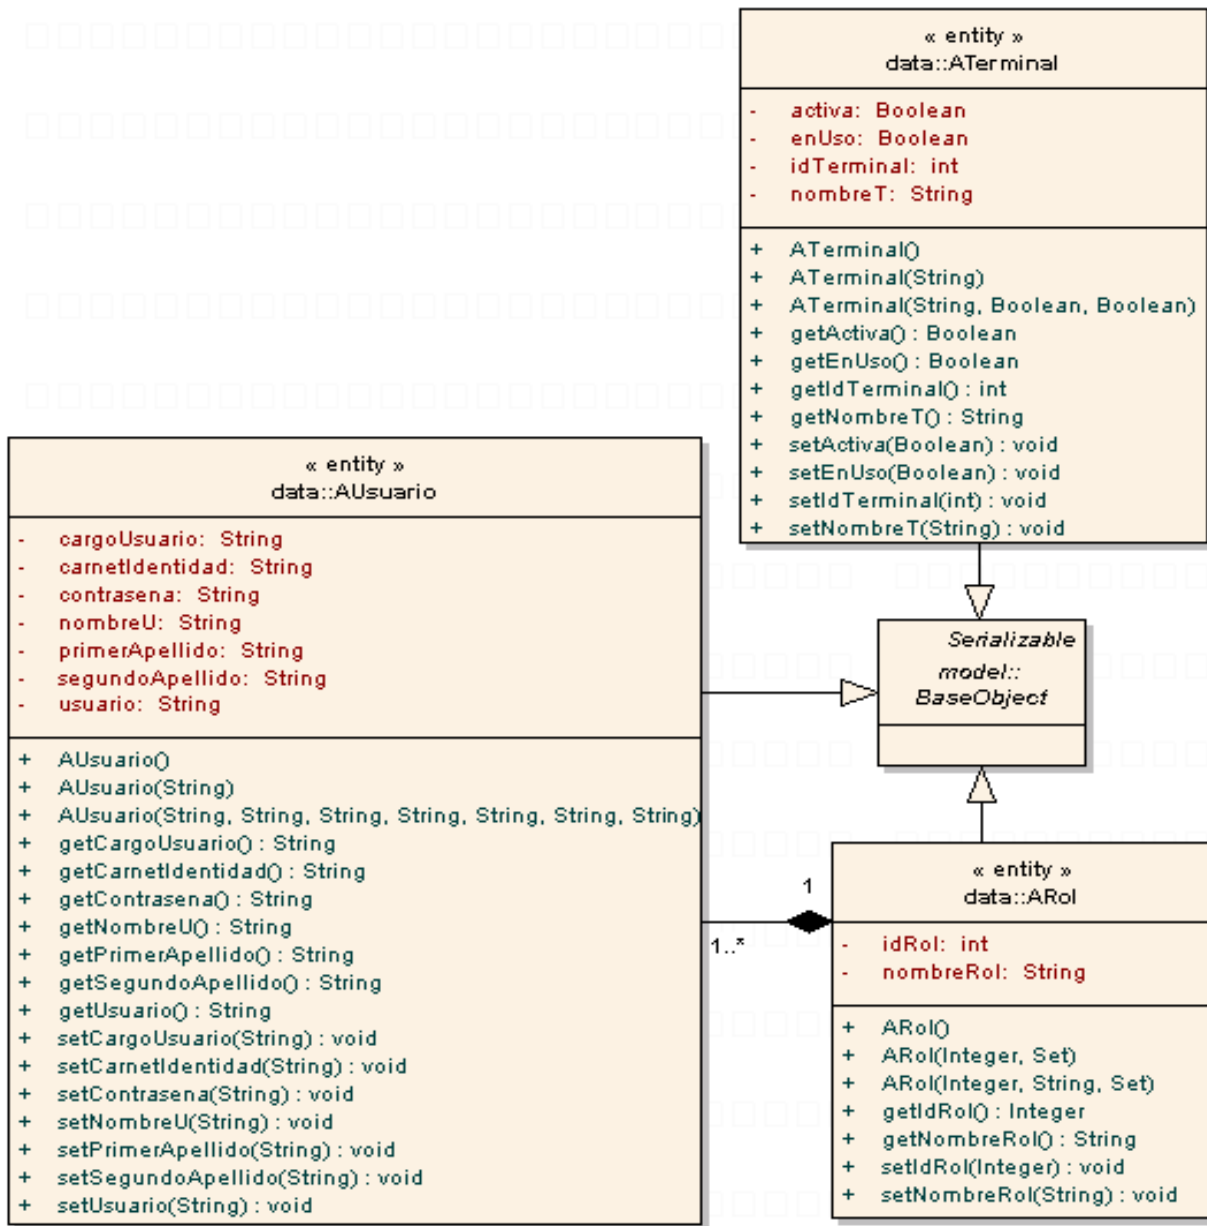 « entity »
data::ATerminal
- activa: Boolean
- enUso: Boolean
- idTerminal: int
- nombreT: String
+ ATerminal()
+ ATerminal(String)
+ ATerminal(String, Boolean, Boolean)
+ getActiva() : Boolean
+ getEnUso() : Boolean
+ getIdTerminal() : int
+ getNombreT() : String
+ setActiva(Boolean) : void
+ setEnUso(Boolean) : void
+ setIdTerminal(int) : void
+ setNombreT(String) : void
« entity »
data::AUsuario
- cargoUsuario: String
- carnetIdentidad: String
- contrasena: String
- nombreU: String
- primerApellido: String
- segundoApellido: String
- usuario: String
+ AUsuario()
+ AUsuario(String)
+ AUsuario(String, String, String, String, String, String, String)
+ getCargoUsuario() : String
+ getCarnetIdentidad() : String
+ getContrasena() : String
+ getNombreU() : String
+ getPrimerApellido() : String
+ getSegundoApellido() : String
+ getUsuario() : String
+ setCargoUsuario(String) : void
+ setCarnetIdentidad(String) : void
+ setContrasena(String) : void
+ setNombreU(String) : void
+ setPrimerApellido(String) : void
+ setSegundoApellido(String) : void
+ setUsuario(String) : void
Serializable
model::
BaseObject
1
1..*
« entity »
data::ARol
- idRol: int
- nombreRol: String
+ ARol()
+ ARol(Integer, Set)
+ ARol(Integer, String, Set)
+ getIdRol() : Integer
+ getNombreRol() : String
+ setIdRol(Integer) : void
+ setNombreRol(String) : void